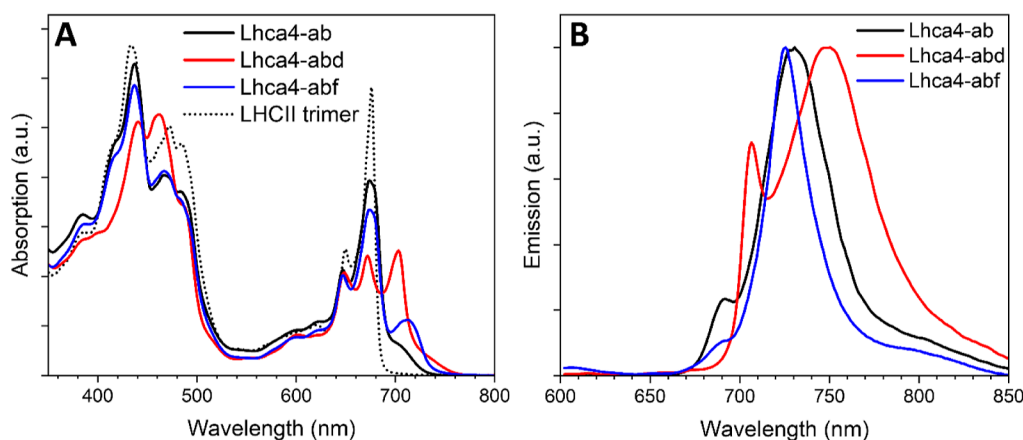 A
Lhca4-ab
Lhca4-abd
Lhca4-abf
LHCII trimer
Absorption (a.u.)
400 500 600 700 800
Wavelength (nm)
B
Lhca4-ab
Lhca4-abd
Lhca4-abf
Emission (a.u.)
600 650 700 750 800 850
Wavelength (nm)